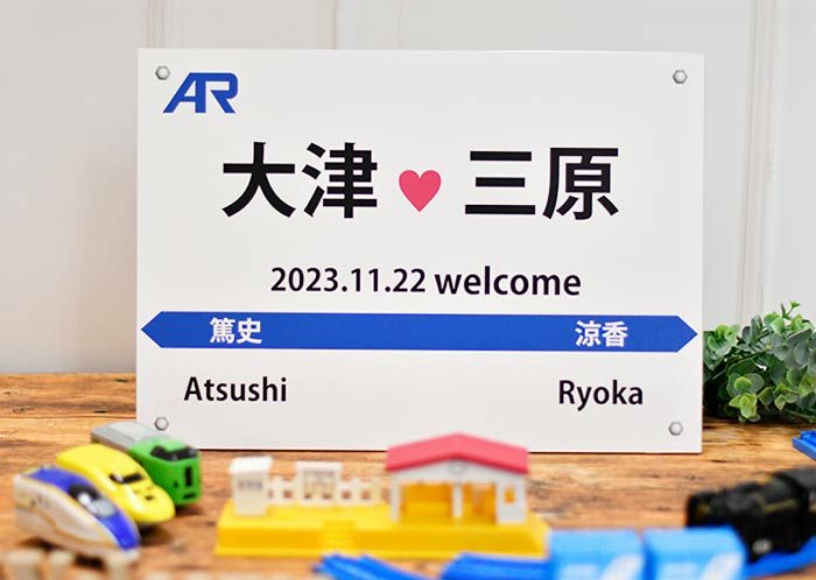 AR
大津♥三原
2023.11.22 welcome
篤史 涼香
Atsushi Ryoka